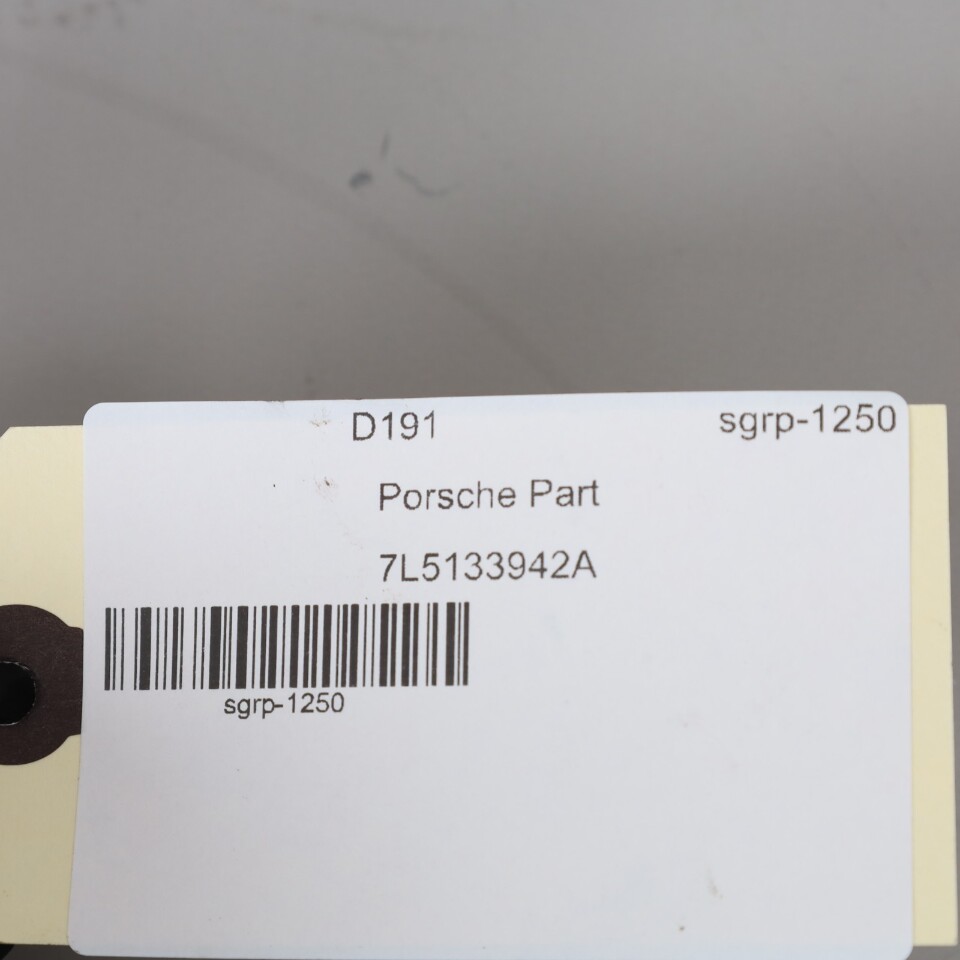 D191 sgrp-1250
Porsche Part
7L5133942A
sgrp-1250